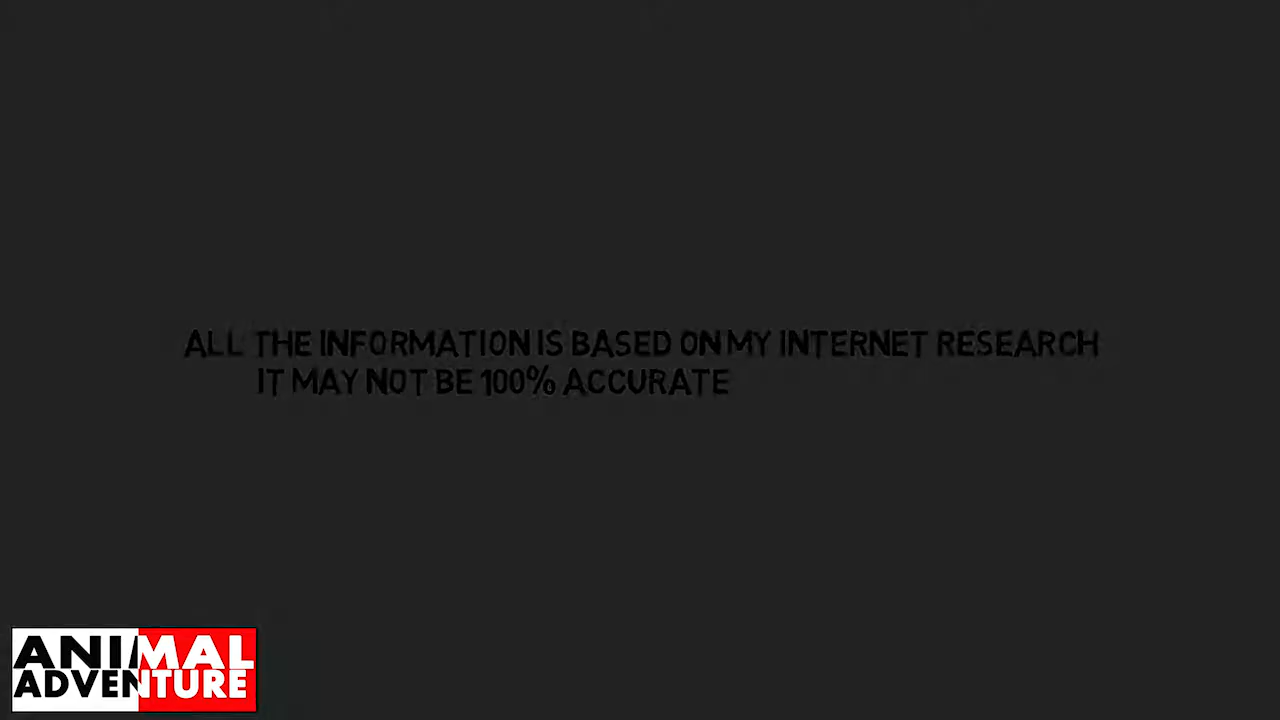 ALL THE INFORMATION IS BASED ON MY INTERNET RESEARCH
IT MAY NOT BE 100% ACCURATE
ANIMAL
ADVENTURE